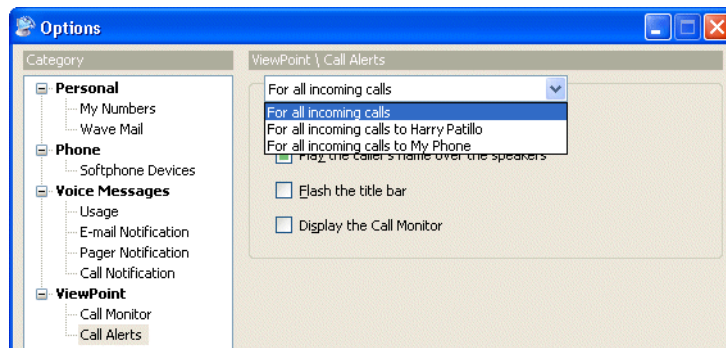 Options
Category
Personal
My Numbers
Wave Mail
Phone
Softphone Devices
Voice Messages
Usage
E-mail Notification
Pager Notification
Call Notification
ViewPoint
Call Monitor
Call Alerts
ViewPoint \ Call Alerts
For all incoming calls
For all incoming calls
For all incoming calls to Harry Patillo
For all incoming calls to My Phone
Play the caller's name over the speakers
Flash the title bar
Display the Call Monitor